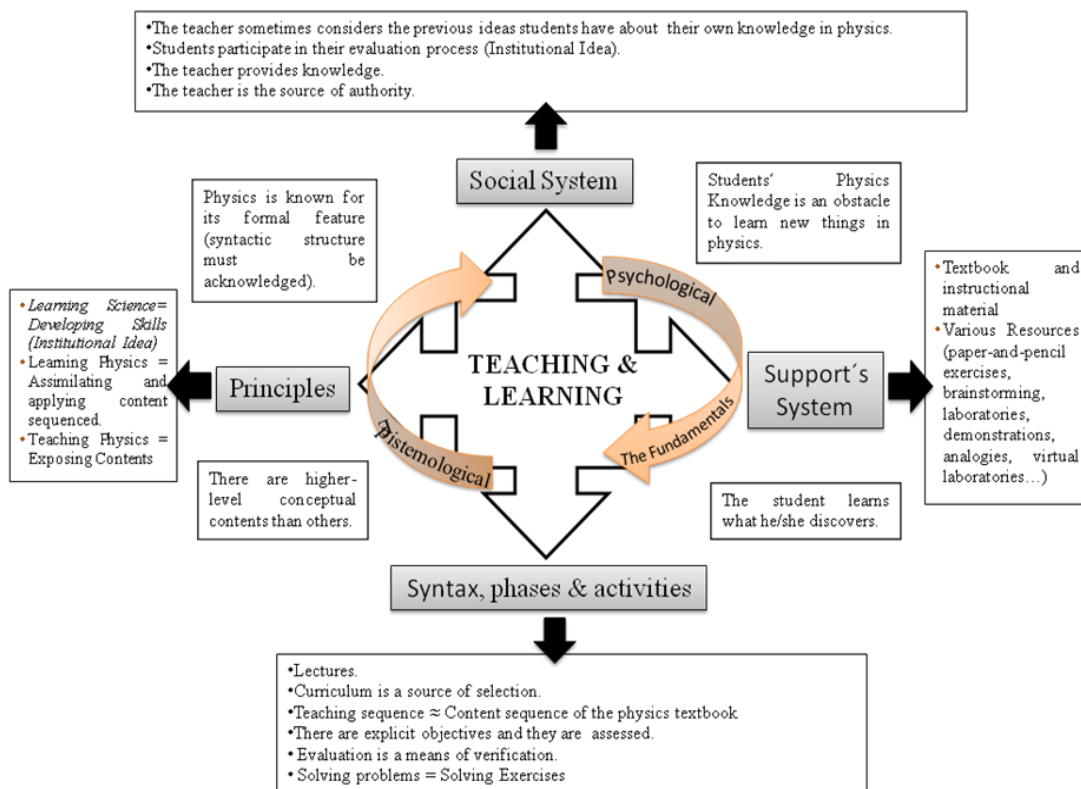 •The teacher sometimes considers the previous ideas students have about their own knowledge in physics.
•Students participate in their evaluation process (Institutional Idea).
•The teacher provides knowledge.
•The teacher is the source of authority.
Social System
Physics is known for
its formal feature
(syntactic structure
must be
acknowledged).
Students´ Physics
Knowledge is an obstacle
to learn new things in
physics.
Psychological
• Learning Science=
Developing Skills
(Institutional Idea)
• Learning Physics =
Assimilating and
applying content
sequenced.
• Teaching Physics =
Exposing Contents
Principles
TEACHING &
LEARNING
Support´s
System
• Textbook and
instructional
material
• Various Resources
(paper-and-pencil
exercises,
brainstorming,
laboratories,
demonstrations,
analogies, virtual
laboratories…)
pistemological
The Fundamentals
There are higher-
level conceptual
contents than others.
The student learns
what he/she discovers.
Syntax, phases & activities
•Lectures.
•Curriculum is a source of selection.
•Teaching sequence ≈ Content sequence of the physics textbook
•There are explicit objectives and they are assessed.
•Evaluation is a means of verification.
• Solving problems = Solving Exercises